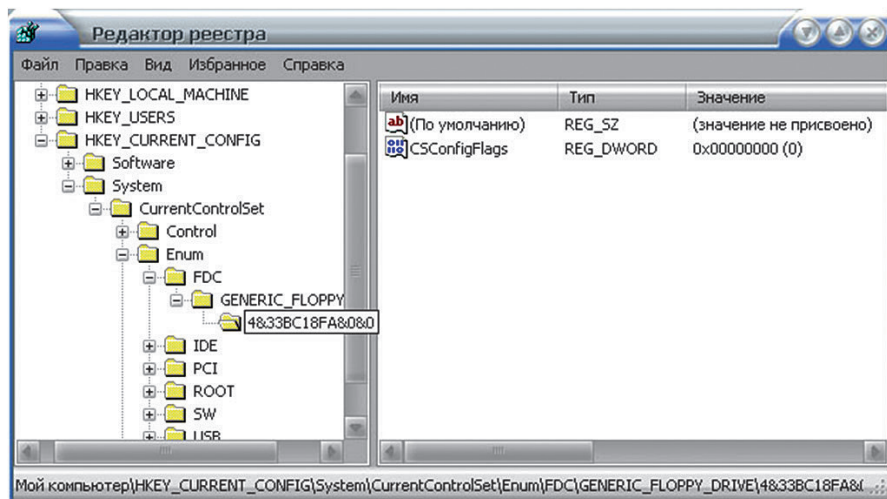 Редактор реестра
Файл Правка Вид Избранное Справка
HKEY_LOCAL_MACHINE
HKEY_USERS
HKEY_CURRENT_CONFIG
Software
System
CurrentControlSet
Control
Enum
FDC
GENERIC_FLOPPY
4&33BC18FA&0&0
IDE
PCI
ROOT
SW
USB
Имя Тип Значение
ab (По умолчанию) REG_SZ (значение не присвоено)
CSConfigFlags REG_DWORD 0x00000000 (0)
Мой компьютер\HKEY_CURRENT_CONFIG\System\CurrentControlSet\Enum\FDC\GENERIC_FLOPPY_DRIVE\4&33BC18FA&(